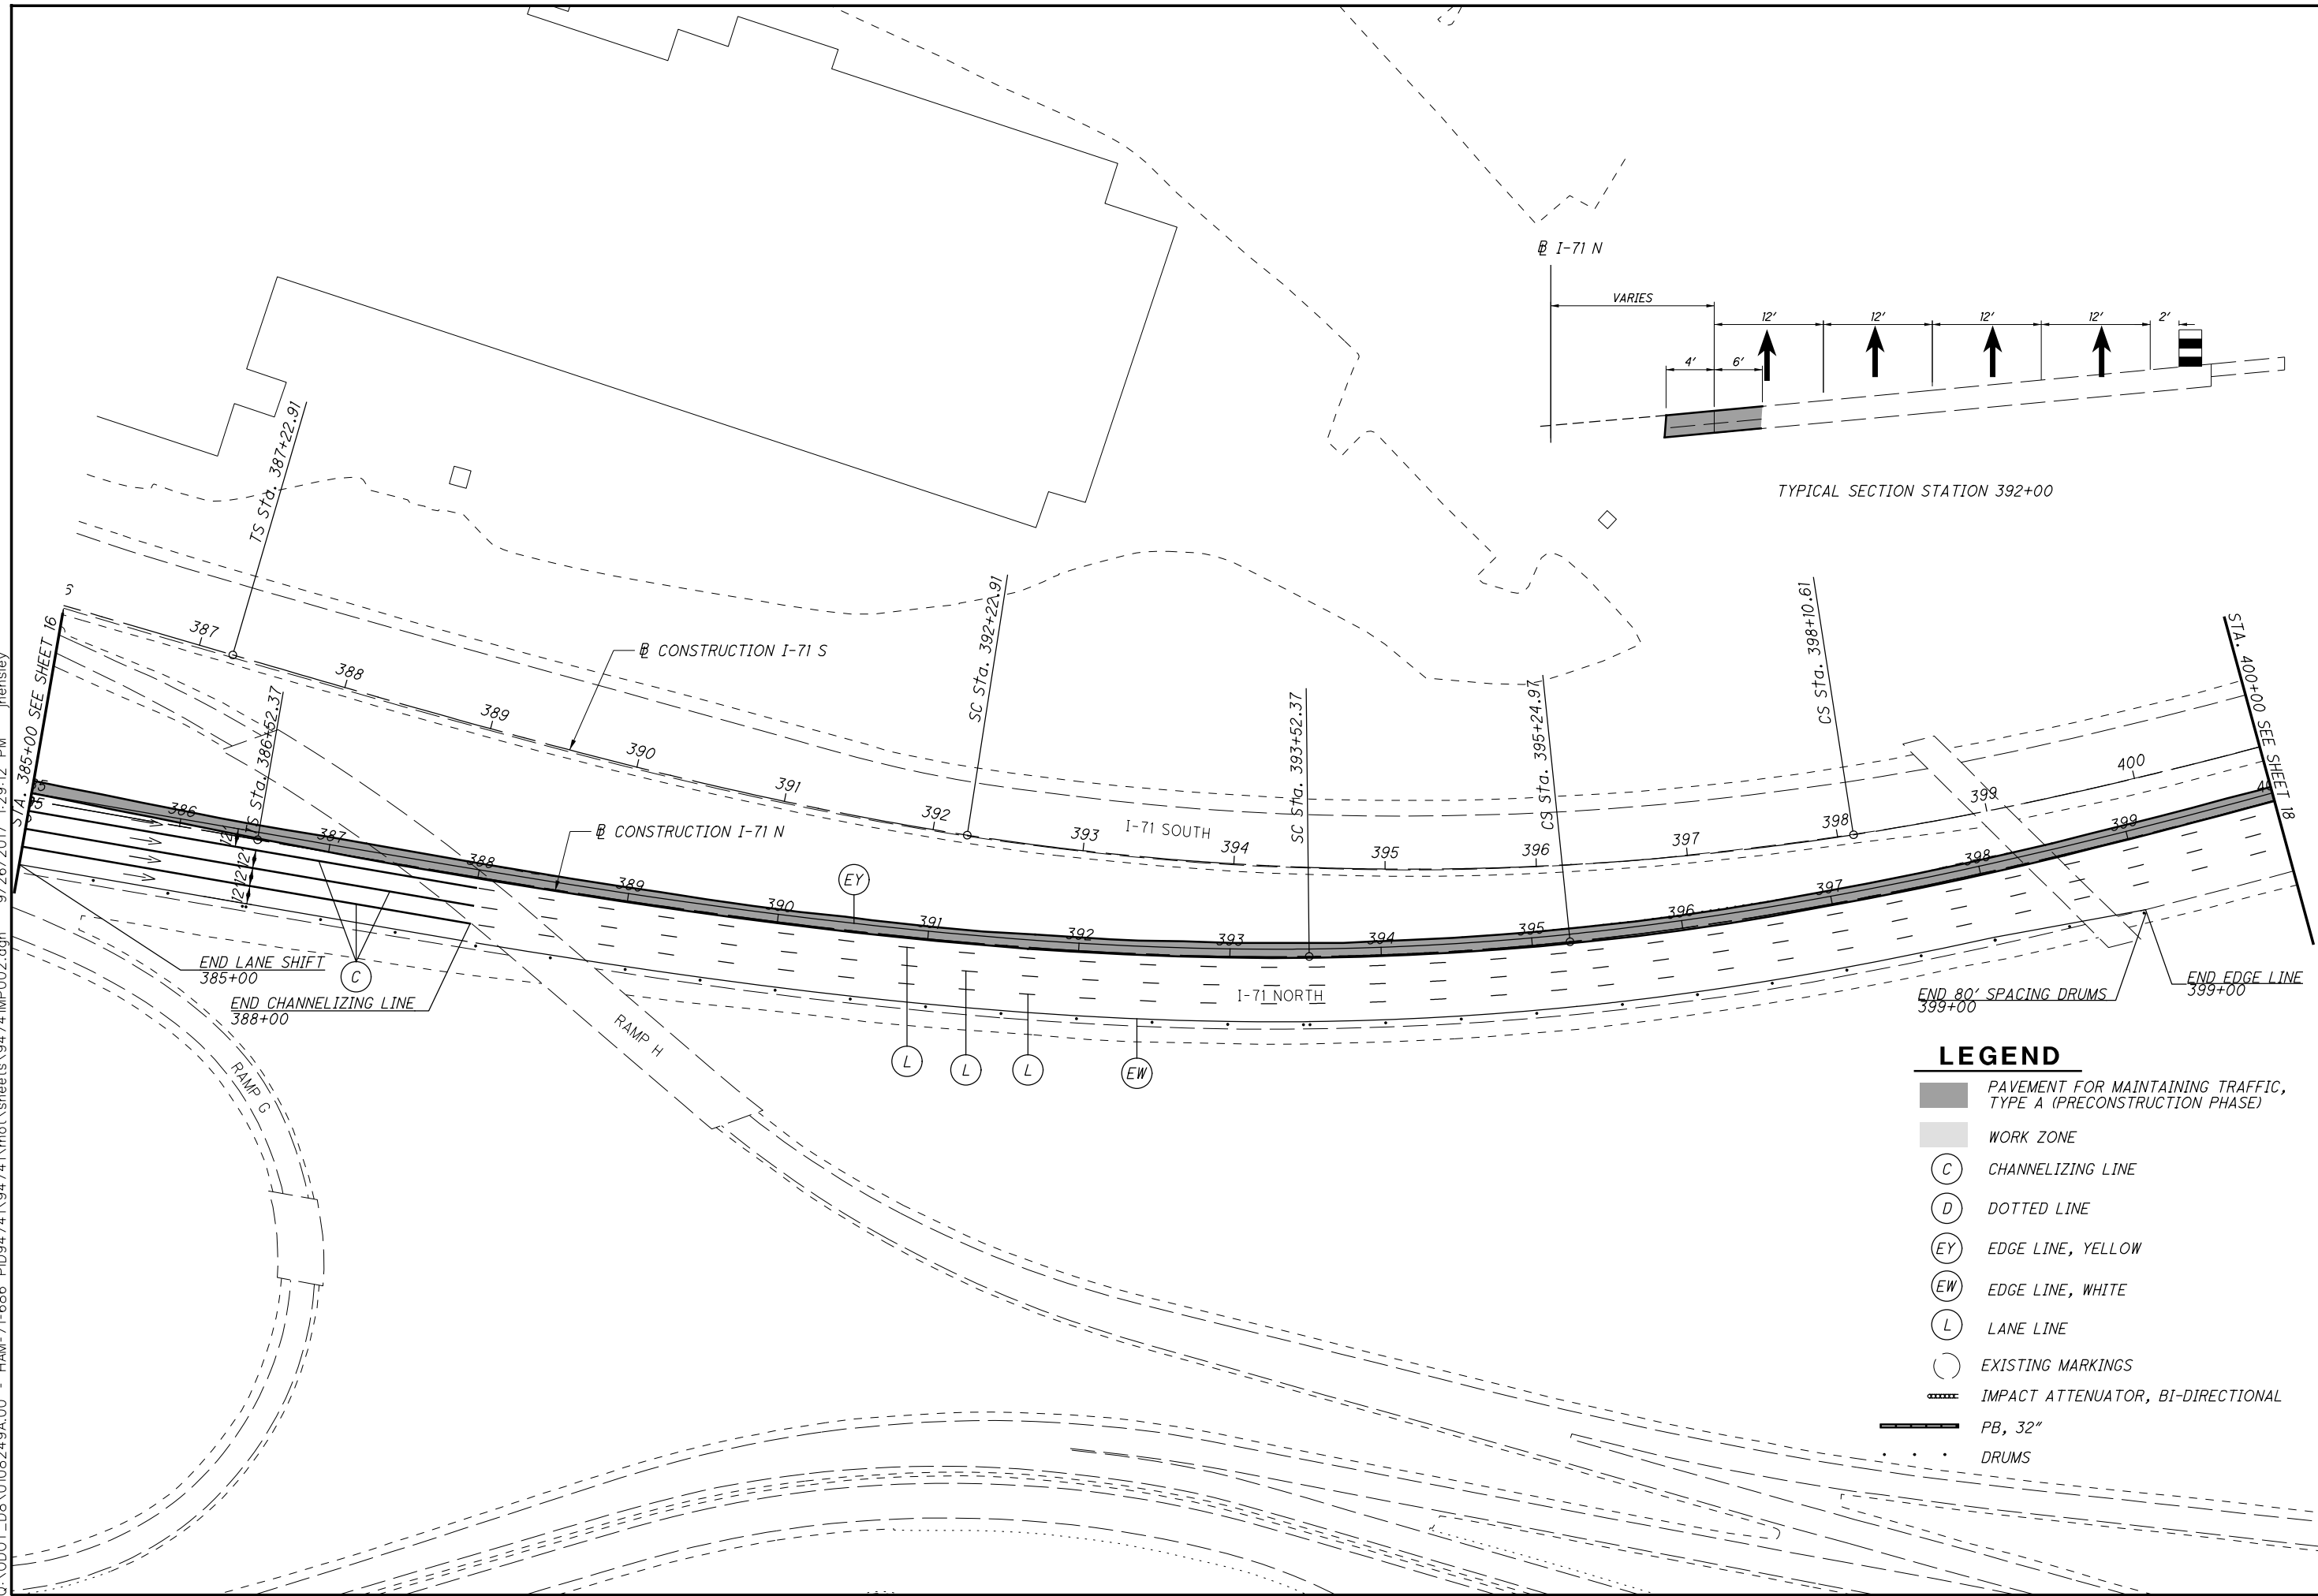 ℄ I-71 N
VARIES
12' 12' 12' 12' 2'
4' 6'
TYPICAL SECTION STATION 392+00
TS Sta. 387+22.91
SC Sta. 392+22.91
CS Sta. 398+10.61
STA. 385+00 SEE SHEET 16
STA. 400+00 SEE SHEET 18
TS Sta. 386+52.37
SC Sta. 393+52.37
CS Sta. 395+24.97
387 388 389 390 391 392 393 394 395 396 397 398 399 400
℄ CONSTRUCTION I-71 S
I-71 SOUTH
℄ CONSTRUCTION I-71 N
386 387 388 389 390 391 392 393 394 395 396 397 398 399
12' 12' 12'
EY
I-71 NORTH
END LANE SHIFT
385+00
C
END CHANNELIZING LINE
388+00
RAMP H
RAMP G
L
L
L
EW
END 80' SPACING DRUMS
399+00
END EDGE LINE
399+00
LEGEND
PAVEMENT FOR MAINTAINING TRAFFIC,
TYPE A (PRECONSTRUCTION PHASE)
WORK ZONE
C CHANNELIZING LINE
D DOTTED LINE
EY EDGE LINE, YELLOW
EW EDGE LINE, WHITE
L LANE LINE
EXISTING MARKINGS
IMPACT ATTENUATOR, BI-DIRECTIONAL
PB, 32"
DRUMS